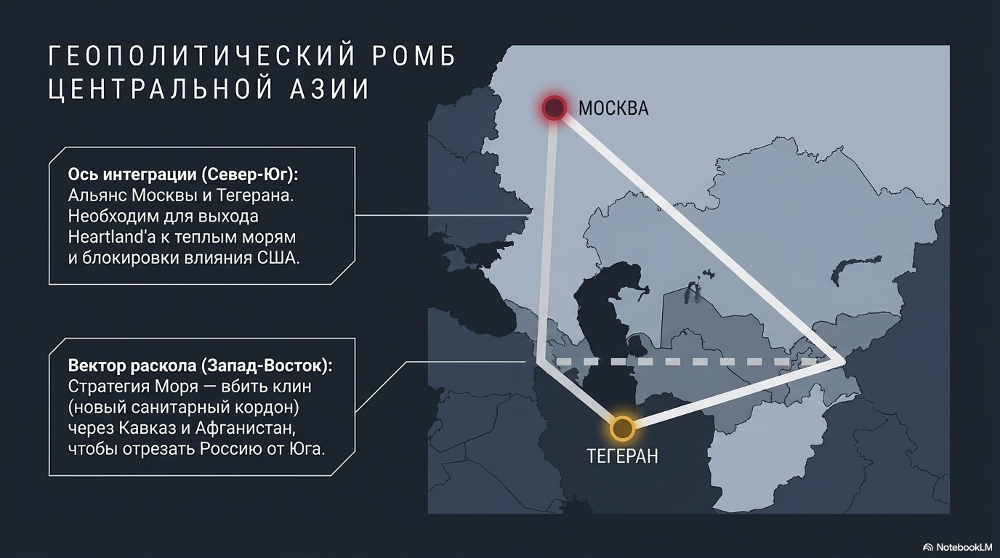 ГЕОПОЛИТИЧЕСКИЙ РОМБ
ЦЕНТРАЛЬНОЙ АЗИИ
Ось интеграции (Север-Юг):
Альянс Москвы и Тегерана.
Необходим для выхода
Heartland'а к теплым морям
и блокировки влияния США.
Вектор раскола (Запад-Восток):
Стратегия Моря — вбить клин
(новый санитарный кордон)
через Кавказ и Афганистан,
чтобы отрезать Россию от Юга.
МОСКВА
ТЕГЕРАН
NotebookLM